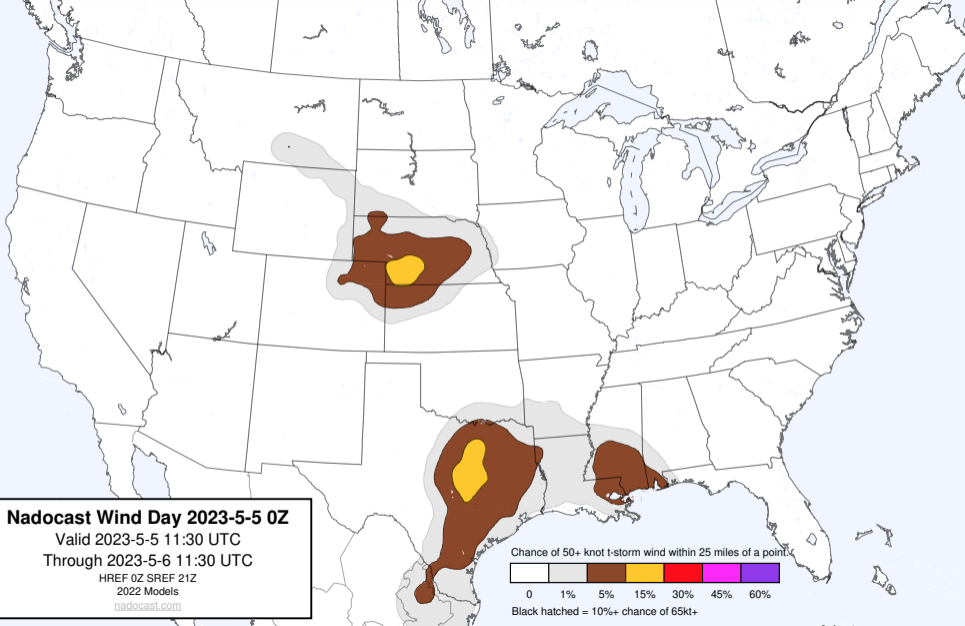 Nadocast Wind Day 2023-5-5 0Z
Valid 2023-5-5 11:30 UTC
Through 2023-5-6 11:30 UTC
HREF 0Z SREF 21Z
2022 Models
nadocast.com
Chance of 50+ knot t-storm wind within 25 miles of a point.
0 1% 5% 15% 30% 45% 60%
Black hatched = 10%+ chance of 65kt+